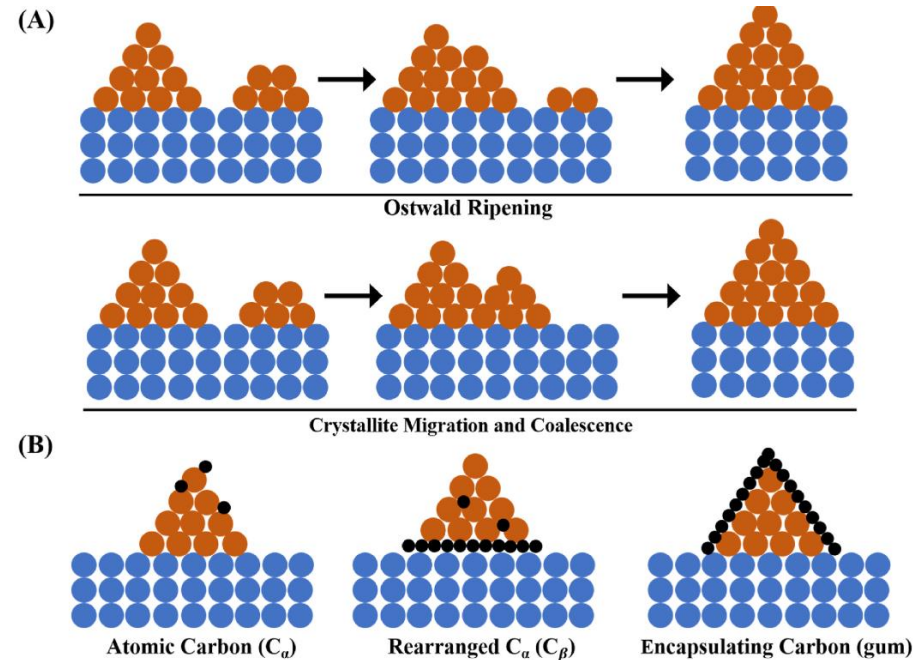 (A)
Ostwald Ripening
Crystallite Migration and Coalescence
(B)
Atomic Carbon (Cα) Rearranged Cα (Cβ) Encapsulating Carbon (gum)